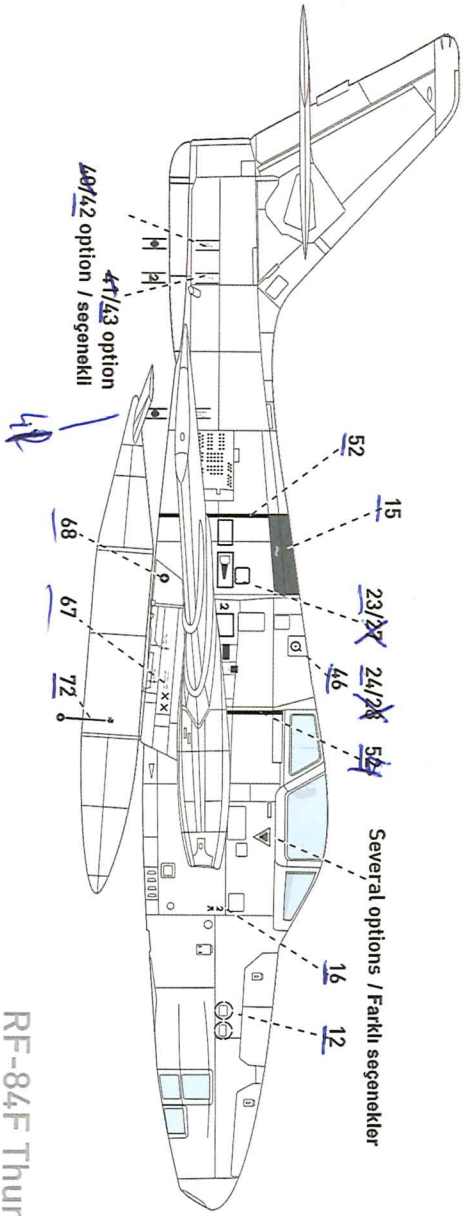 Several options / Farklı seçenekler
23/27 24/28
52
15
46
16
12
41/43 option
40/42 option / seçenekli
68
67
72
RF-84F Thur